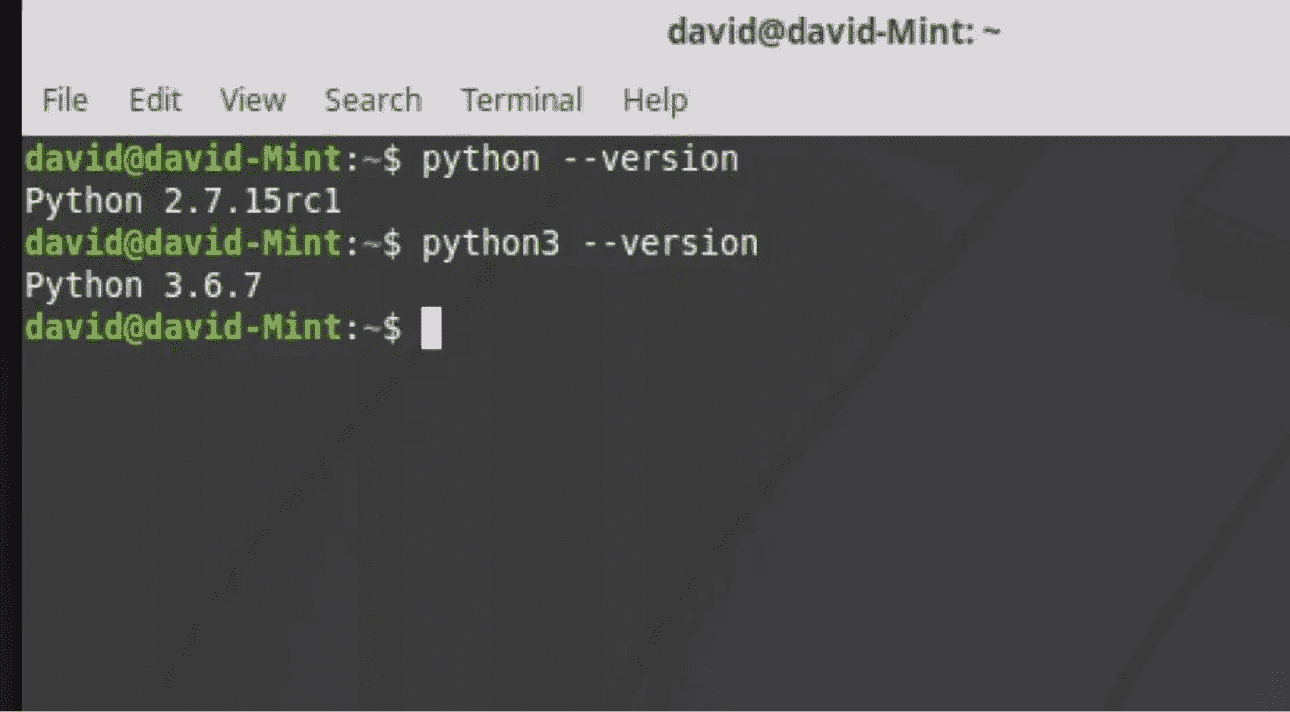 david@david-Mint: ~
File Edit View Search Terminal Help
david@david-Mint:~$ python --version
Python 2.7.15rc1
david@david-Mint:~$ python3 --version
Python 3.6.7
david@david-Mint:~$